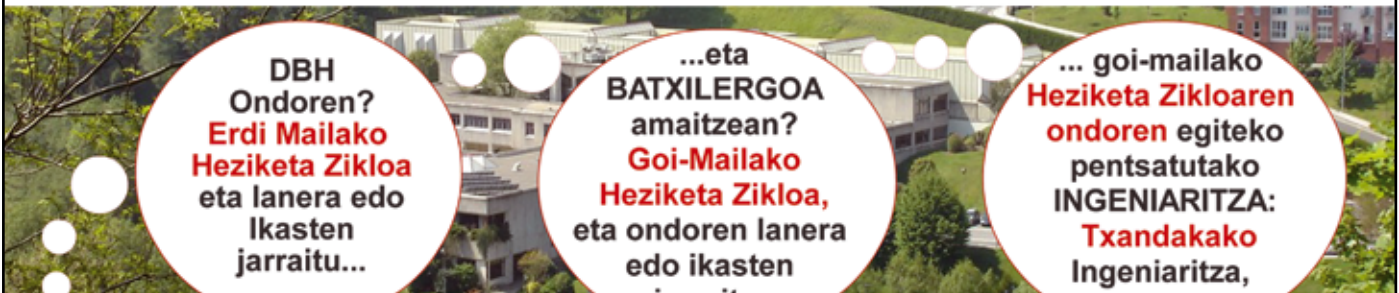 DBH
Ondoren?
Erdi Mailako
Heziketa Zikloa
eta lanera edo
Ikasten
jarraitu...
...eta
BATXILERGOA
amaitzean?
Goi-Mailako
Heziketa Zikloa,
eta ondoren lanera
edo ikasten
... goi-mailako
Heziketa Zikloaren
ondoren egiteko
pentsatutako
INGENIARITZA:
Txandakako
Ingeniaritza,